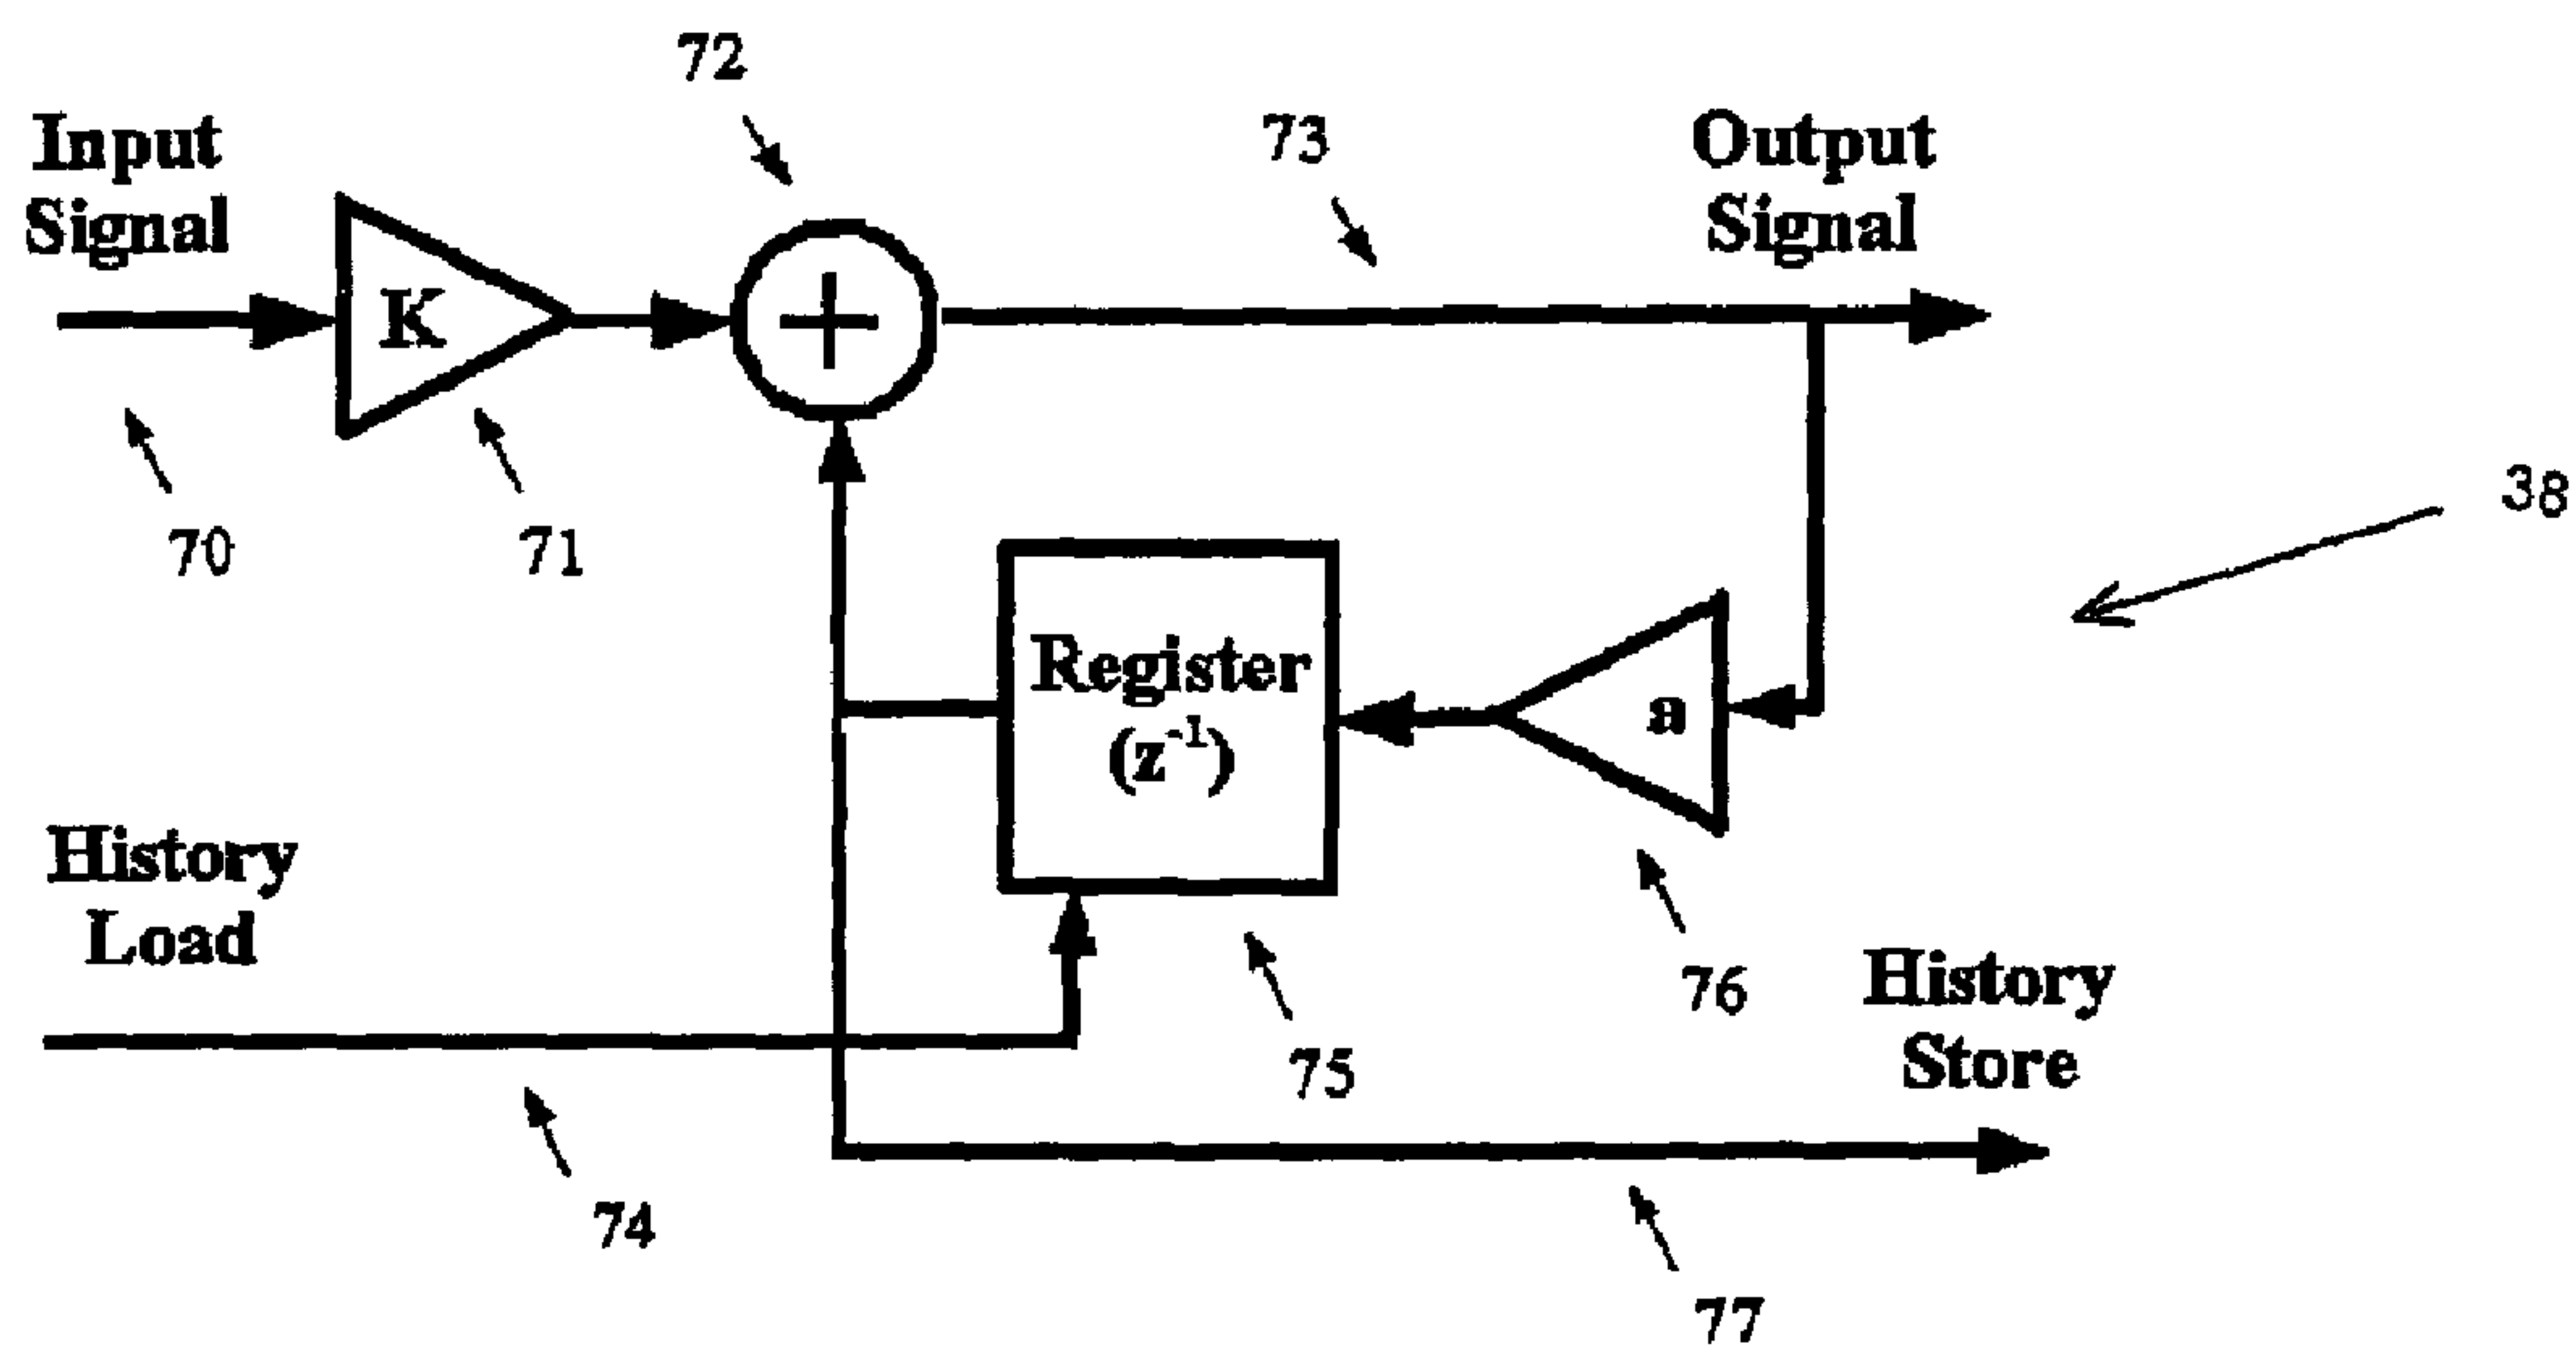 72
Input
Signal
73
Output
Signal
K
+
70
71
38
Register
(z⁻¹)
a
History
Load
76
History
Store
75
74
77